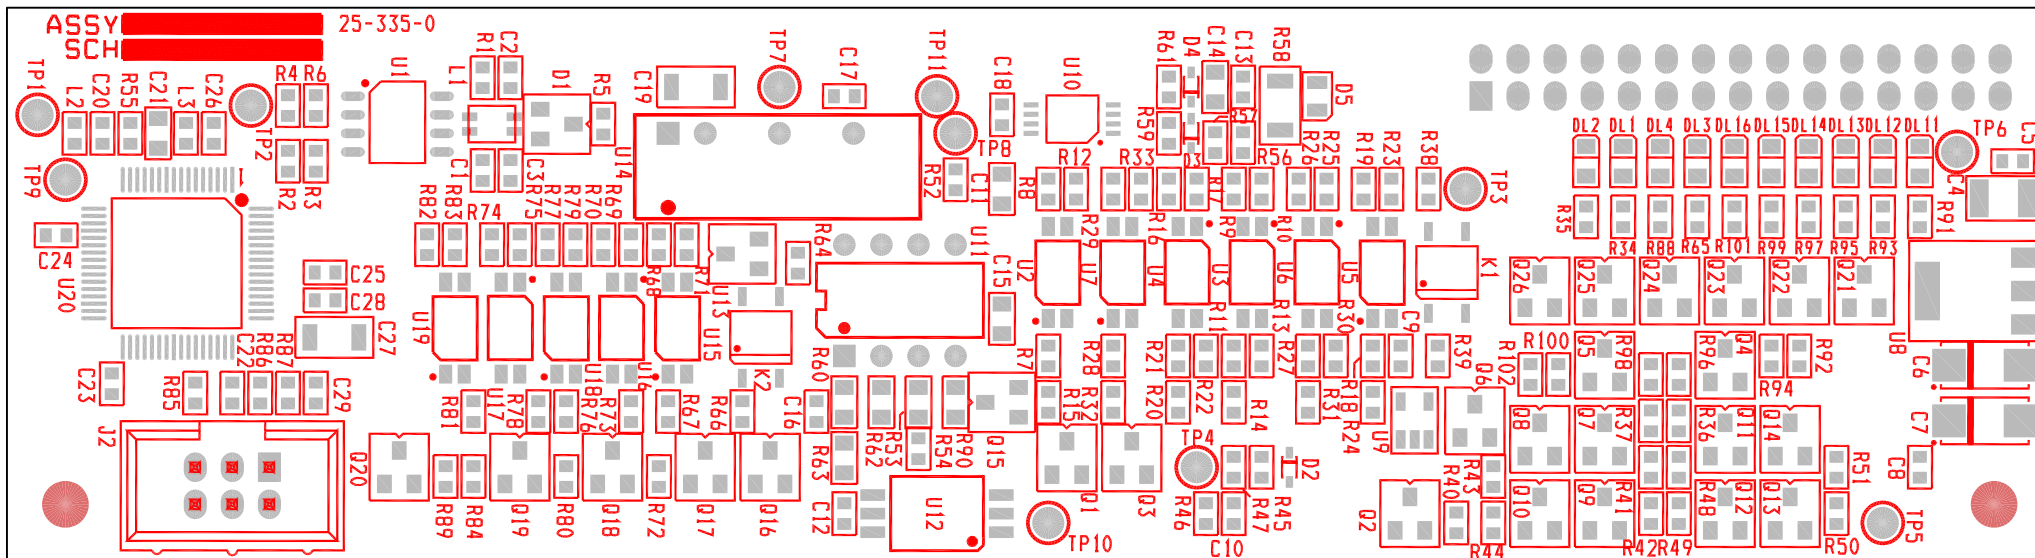 ASSY 25-335-0
SCH
TP1
L2
C20
R55
C21
L3
C26
TP2
R4
R6
U1
L1
R1
C2
D1
R5
C19
TP7
C17
TP11
C18
U10
R61
D4
C14
C13
R58
D5
TP9
R2
R3
C1
C3
U14
R52
C11
TP8
R8
R12
R33
R59
D3
R57
R17
R56
R26
R25
R19
R23
R38
TP3
DL2
DL1
DL4
DL3
DL16
DL15
DL14
DL13
DL12
DL11
TP6
C5
C4
1
C24
U20
C25
C28
C27
R82
R83
R74
R75
R77
R79
R70
R69
R68
R71
R64
U11
C15
U13
U2
R29
U7
R16
U4
R9
U3
R10
U6
U5
K1
R35
R34
R88
R65
R101
R99
R97
R95
R93
R91
Q26
Q25
Q24
Q23
Q22
Q21
U8
C23
R85
C22
R86
R87
C29
U19
U17
U18
U16
U15
K2
R60
R7
R28
R21
R11
R13
R27
R30
C9
R39
R18
R102
R100
Q5
R98
R96
Q4
R94
R92
C6
J2
R81
R78
R76
R73
R67
R66
C16
R63
R62
R53
R54
R90
Q15
R15
R32
R20
R22
R14
R31
R24
U9
Q6
Q8
Q7
R37
R36
Q11
Q14
C7
Q20
R89
R84
Q19
R80
Q18
R72
Q17
Q16
C12
U12
TP10
Q1
Q3
TP4
R46
C10
R47
R45
D2
Q2
R40
R43
R44
Q10
Q9
R41
R42
R49
R48
Q12
Q13
R51
R50
TP5
C8